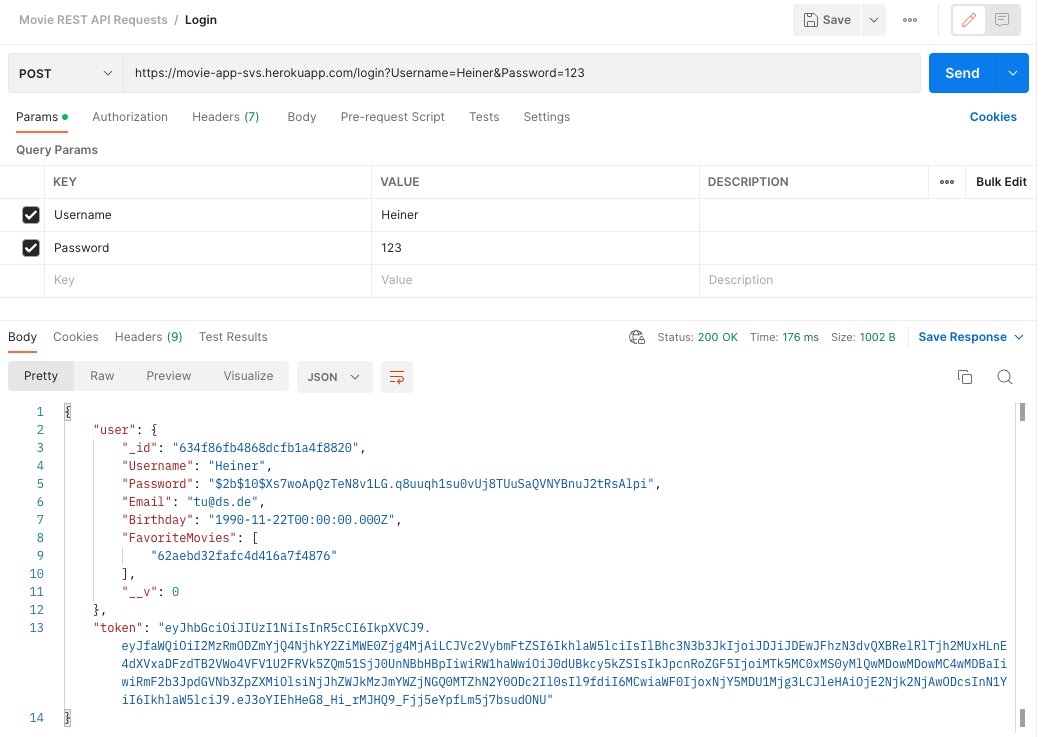 Movie REST API Requests / Login
Save
POST
https://movie-app-svs.herokuapp.com/login?Username=Heiner&Password=123
Send
Params Authorization Headers (7) Body Pre-request Script Tests Settings Cookies
Query Params
KEY VALUE DESCRIPTION Bulk Edit
Username Heiner
Password 123
Key Value Description
Body Cookies Headers (9) Test Results Status: 200 OK Time: 176 ms Size: 1002 B Save Response
Pretty Raw Preview Visualize JSON
1 {
2 "user": {
3 "_id": "634f86fb4868dcfb1a4f8820",
4 "Username": "Heiner",
5 "Password": "$2b$10$Xs7woApQzTeN8v1LG.q8uuqh1su0vUj8TUuSaQVNYBnuJ2tRsAlpi",
6 "Email": "tu@ds.de",
7 "Birthday": "1990-11-22T00:00:00.000Z",
8 "FavoriteMovies": [
9 "62aebd32fafc4d416a7f4876"
10 ],
11 "__v": 0
12 },
13 "token": "eyJhbGciOiJIUzI1NiIsInR5cCI6IkpXVCJ9.
eyJfaWQiOiI2MzRmODZmYjQ4NjhkY2ZiMWE0Zjg4MjAiLCJVc2VybmFtZSI6IkhlaW5lciIsIlBhc3N3b3JkIjoiJDJiJDEwJFhzN3dvQXBRelRlTjh2MUxHLnE
4dXVxaDFzdTB2VWo4VFV1U2FRVk5ZQm51SjJ0UnNBbHBpIiwiRW1haWwiOiJ0dUBkcy5kZSIsIkJpcnRoZGF5IjoiMTk5MC0xMS0yMlQwMDowMDowMC4wMDBaIi
wiRmF2b3JpdGVNb3ZpZXMiOlsiNjJhZWJkMzJmYWZjNGQ0MTZhN2Y0ODc2Il0sIl9fdiI6MCwiaWF0IjoxNjY5MDU1Mjg3LCJleHAiOjE2Njk2NjAwODcsInN1Y
iI6IkhlaW5lciJ9.eJ3oYIEhHeG8_Hi_rMJHQ9_Fjj5eYpfLm5j7bsudONU"
14 }